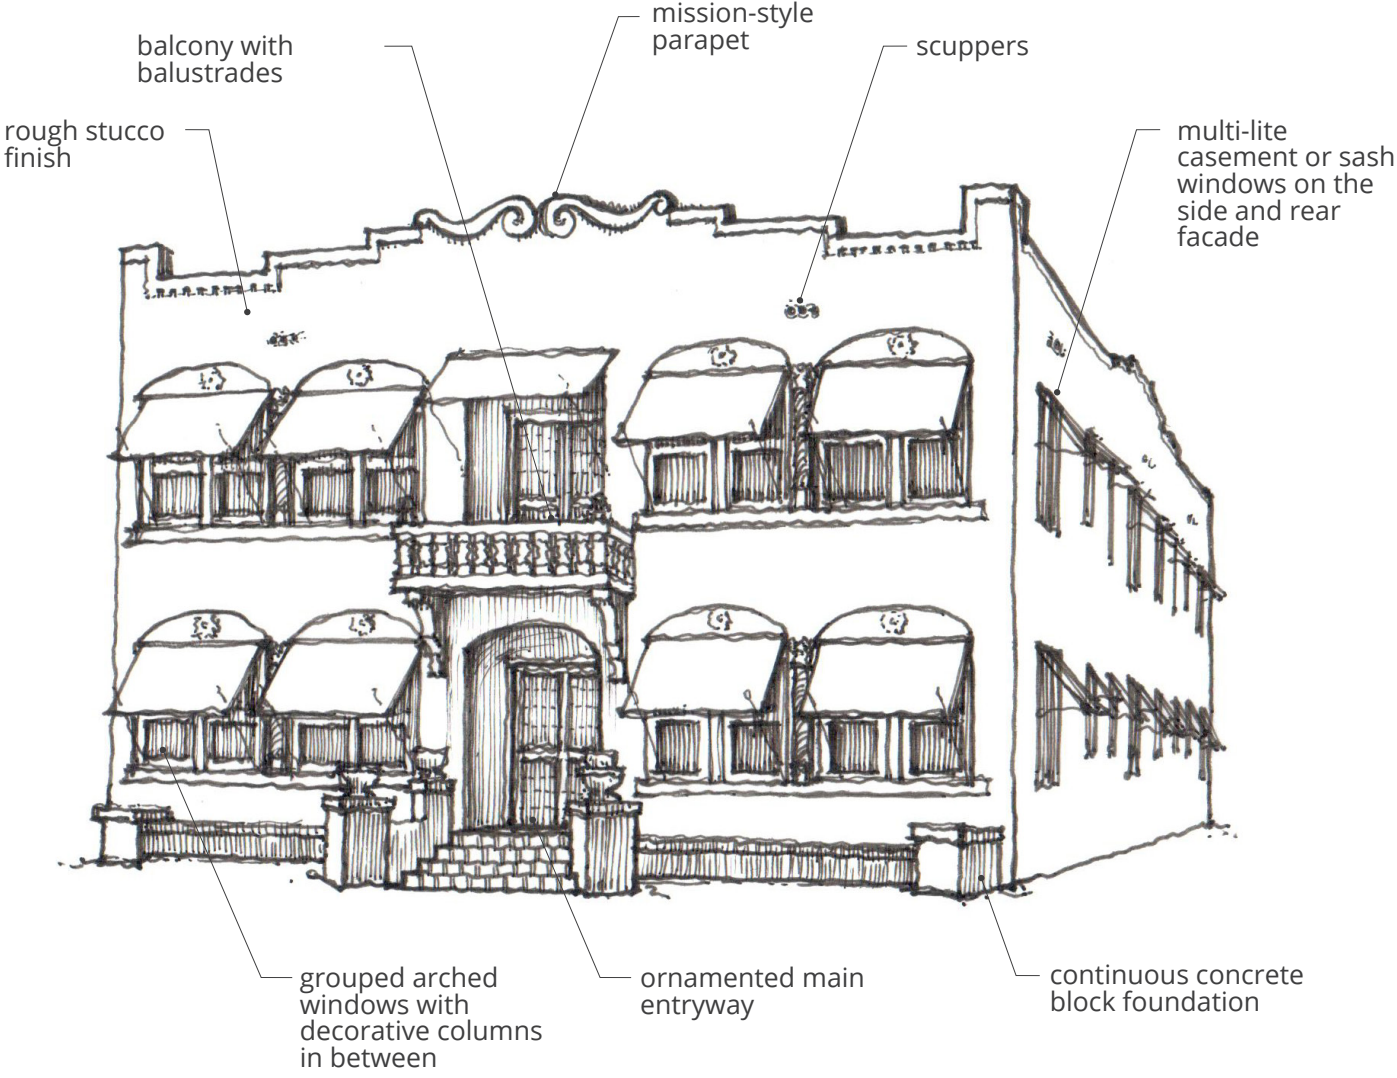 mission-style
parapet
balcony with
balustrades
scuppers
rough stucco
finish
multi-lite
casement or sash
windows on the
side and rear
facade
grouped arched
windows with
decorative columns
in between
ornamented main
entryway
continuous concrete
block foundation